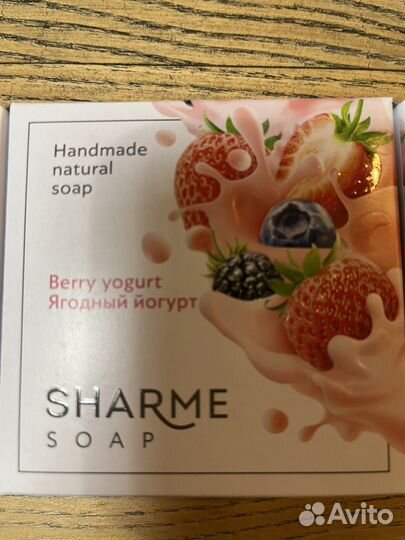 Handmade
natural
soap
Berry yogurt
Ягодный йогурт
SHARME
SOAP
Avito